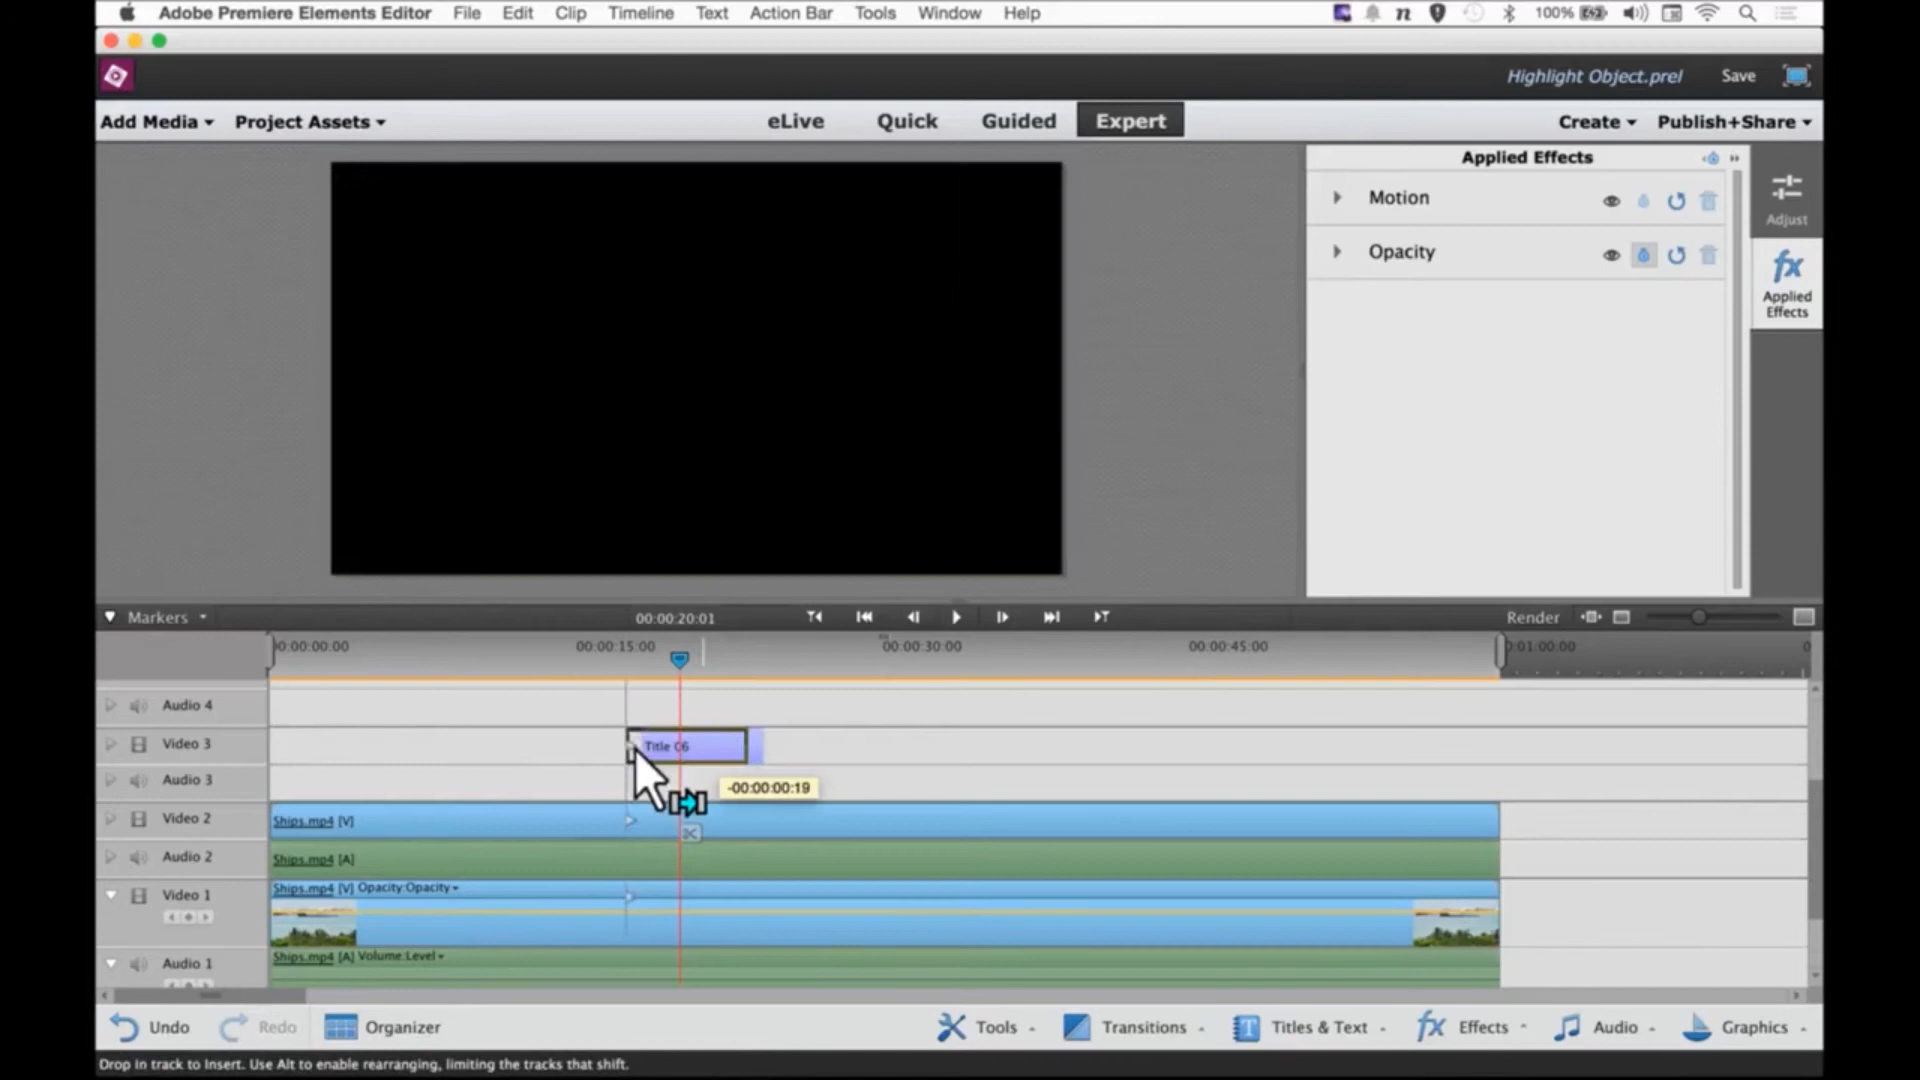 Adobe Premiere Elements Editor File Edit Clip Timeline Text Action Bar Tools Window Help 100%
Highlight Object.prel Save
Add Media Project Assets eLive Quick Guided Expert Create Publish+Share
Applied Effects
Motion
Opacity
Adjust
fx
Applied
Effects
Markers 00:00:20:01 Render
00:00:00:00 00:00:15:00 00:00:30:00 00:00:45:00 0:01:00:00 0
Audio 4
Video 3 Title 06
Audio 3 -00:00:00:19
Video 2 Ships.mp4 [V]
Audio 2 Ships.mp4 [A]
Video 1 Ships.mp4 [V] Opacity:Opacity
Audio 1 Ships.mp4 [A] Volume:Level
Undo Redo Organizer Tools Transitions T Titles & Text fx Effects Audio Graphics
Drop in track to Insert. Use Alt to enable rearranging, limiting the tracks that shift.